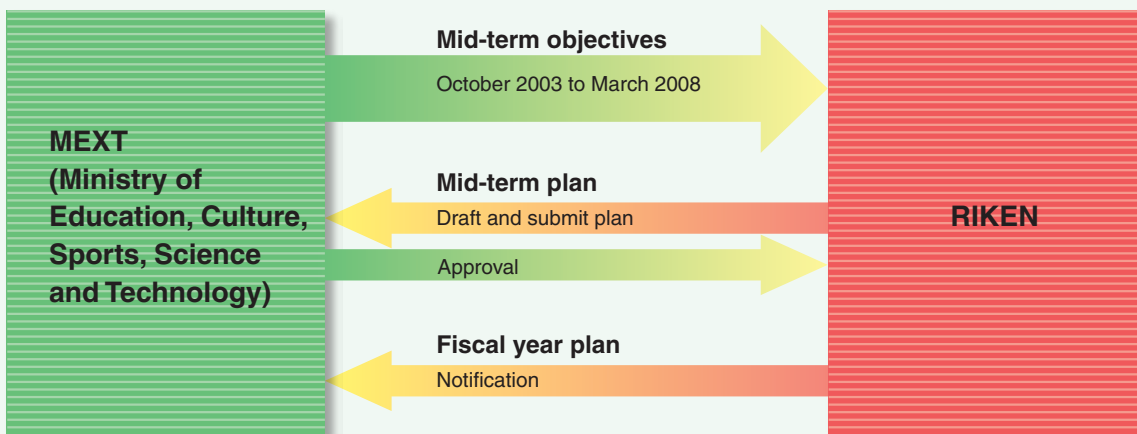 MEXT
(Ministry of
Education, Culture,
Sports, Science
and Technology)
Mid-term objectives
October 2003 to March 2008
Mid-term plan
Draft and submit plan
Approval
Fiscal year plan
Notification
RIKEN